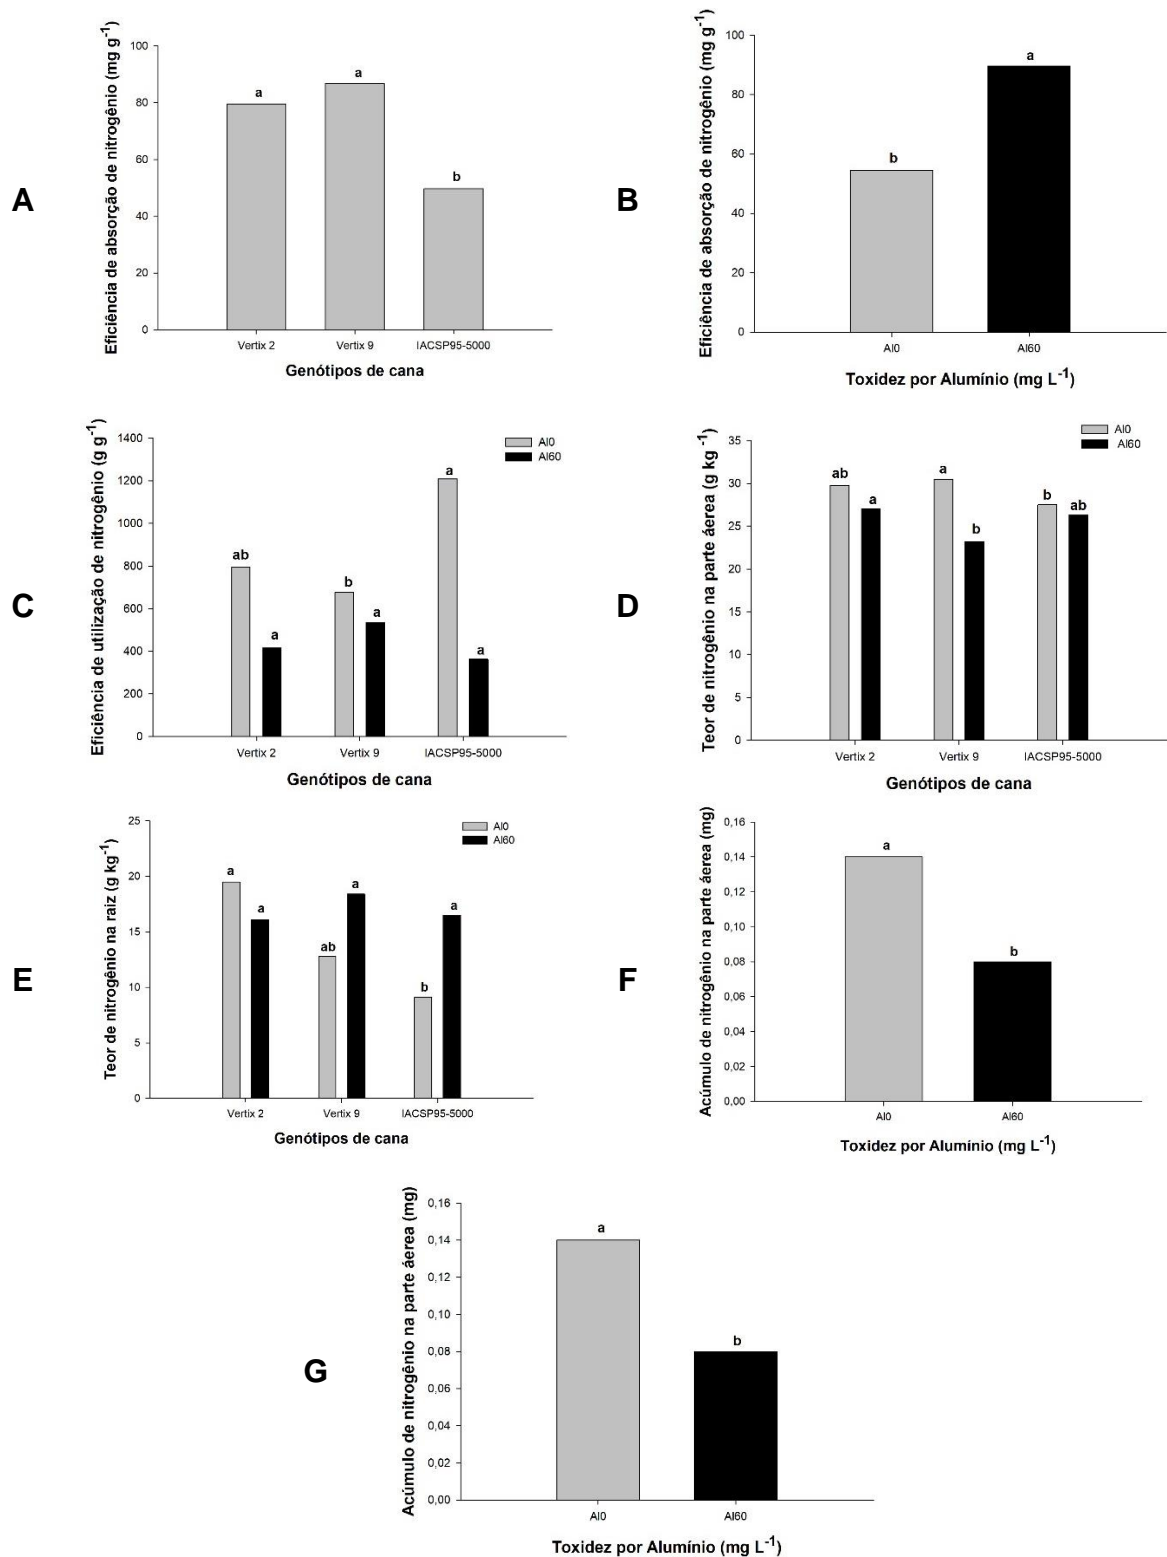 A
Eficiência de absorção de nitrogênio (mg g⁻¹)
100
80
60
40
20
0
a
a
b
Vertix 2
Vertix 9
IACSP95-5000
Genótipos de cana
B
Eficiência de absorção de nitrogênio (mg g⁻¹)
100
80
60
40
20
0
b
a
Al0
Al60
Toxidez por Alumínio (mg L⁻¹)
C
Eficiência de utilização de nitrogênio (g g⁻¹)
1400
1200
1000
800
600
400
200
0
Al0
Al60
ab
a
b
a
a
a
Vertix 2
Vertix 9
IACSP95-5000
Genótipos de cana
D
Teor de nitrogênio na parte áerea (g kg ⁻¹)
35
30
25
20
15
10
5
0
Al0
Al60
ab
a
a
b
b
ab
Vertix 2
Vertix 9
IACSP95-5000
Genótipos de cana
E
Teor de nitrogênio na raiz (g kg⁻¹)
25
20
15
10
5
0
Al0
Al60
a
a
ab
a
b
a
Vertix 2
Vertix 9
IACSP95-5000
Genótipos de cana
F
Acúmulo de nitrogênio na parte áerea (mg)
0,16
0,14
0,12
0,10
0,08
0,06
0,04
0,02
0,00
a
b
Al0
Al60
Toxidez por Alumínio (mg L⁻¹)
G
Acúmulo de nitrogênio na parte áerea (mg)
0,16
0,14
0,12
0,10
0,08
0,06
0,04
0,02
0,00
a
b
Al0
Al60
Toxidez por Alumínio (mg L⁻¹)